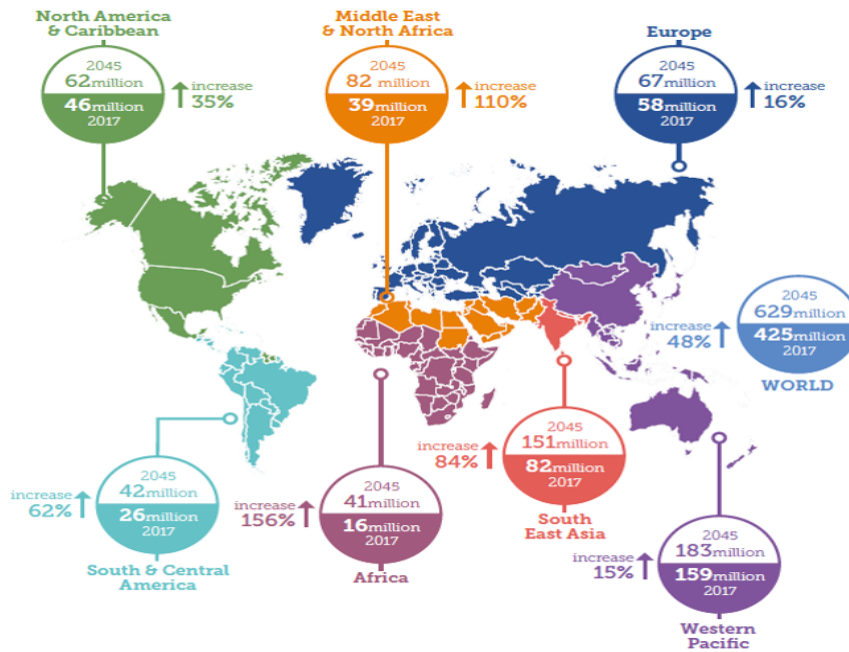 North America
& Caribbean
2045
62million
46million
2017
increase
35%
Middle East
& North Africa
2045
82 million
39million
2017
increase
110%
Europe
2045
67million
58million
2017
increase
16%
2045
629million
425million
2017
increase
48%
WORLD
2045
42million
26million
2017
increase
62%
South & Central
America
2045
41million
16million
2017
increase
156%
Africa
2045
151million
82million
2017
increase
84%
South
East Asia
2045
183million
159million
2017
increase
15%
Western
Pacific